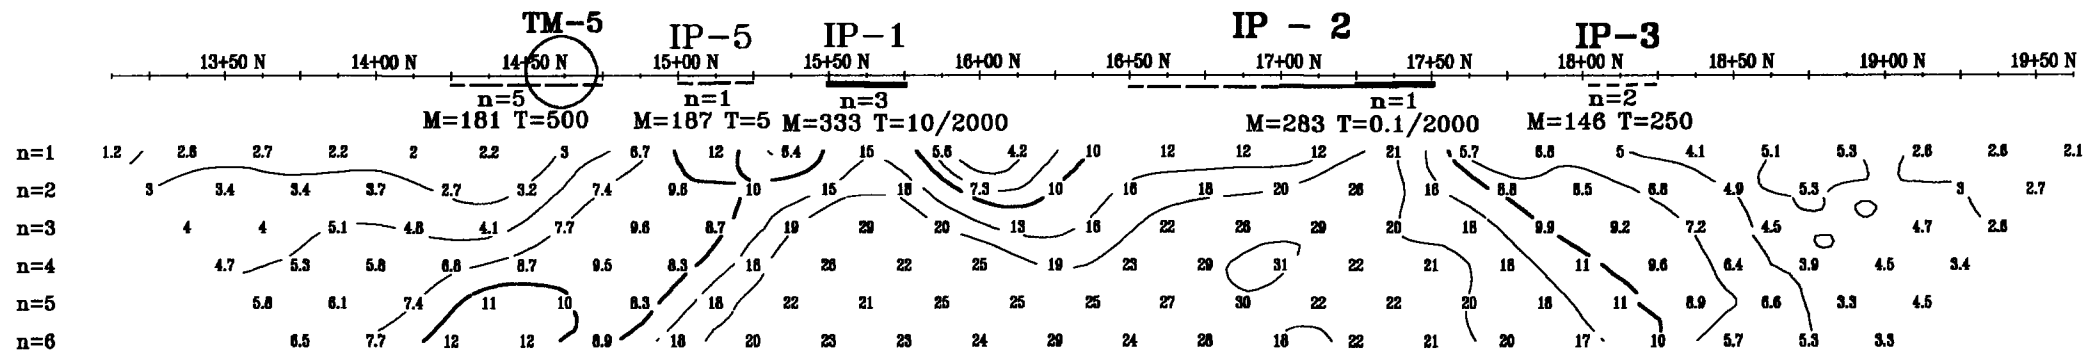 TM-5 IP-5 IP-1 IP - 2 IP-3
13+50 N 14+00 N 14+50 N 15+00 N 15+50 N 16+00 N 16+50 N 17+00 N 17+50 N 18+00 N 18+50 N 19+00 N 19+50 N
n=5 n=1 n=3 n=1 n=2
M=181 T=500 M=187 T=5 M=333 T=10/2000 M=283 T=0.1/2000 M=146 T=250
n=1 1.2 2.6 2.7 2.2 2 2.2 3 6.7 12 8.4 15 5.6 4.2 10 12 12 12 21 5.7 6.8 5 4.1 5.1 5.3 2.6 2.6 2.1
n=2 3 3.4 3.4 3.7 2.7 3.2 7.4 9.6 10 15 18 7.3 10 16 18 20 26 16 8.8 8.5 6.8 4.9 5.3 3 2.7
n=3 4 4 5.1 4.8 4.1 7.7 9.6 8.7 19 29 20 13 16 22 28 29 20 18 9.9 9.2 7.2 4.5 4.7 2.6
n=4 4.7 5.3 5.8 6.6 8.7 9.5 8.3 16 26 22 25 19 23 29 31 22 21 18 11 9.6 6.4 3.9 4.5 3.4
n=5 5.8 6.1 7.4 11 10 8.3 16 22 21 25 25 25 27 30 22 22 20 16 11 8.9 6.6 3.3 4.5
n=6 6.5 7.7 12 12 8.9 18 20 23 23 24 29 24 28 18 22 21 20 17 10 5.7 5.3 3.3